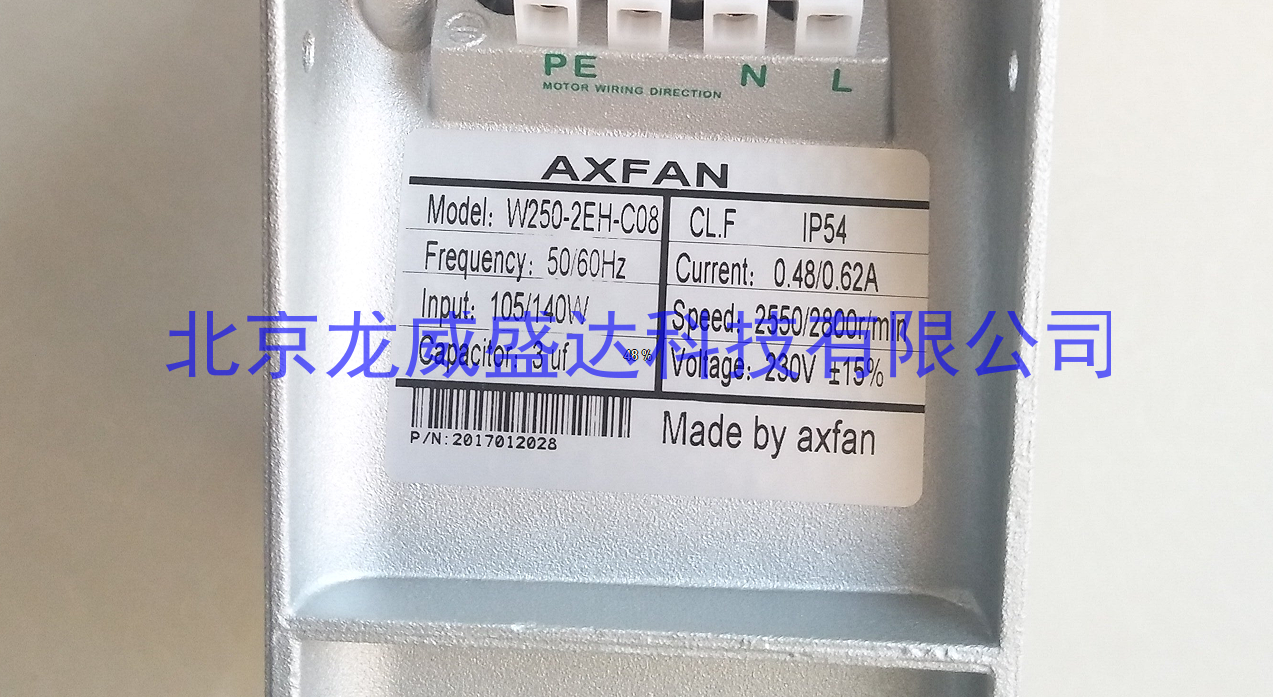 PE N L
MOTOR WIRING DIRECTION
AXFAN
Model: W250-2EH-C08 CL.F IP54
Frequency: 50/60Hz Current: 0.48/0.62A
Input: 105/140W Speed: 2550/2800r/min
北京龙威盛达科技有限公司
Capacitor: 3 uf 48 % Voltage: 230V ±15%
P/N:2017012028 Made by axfan